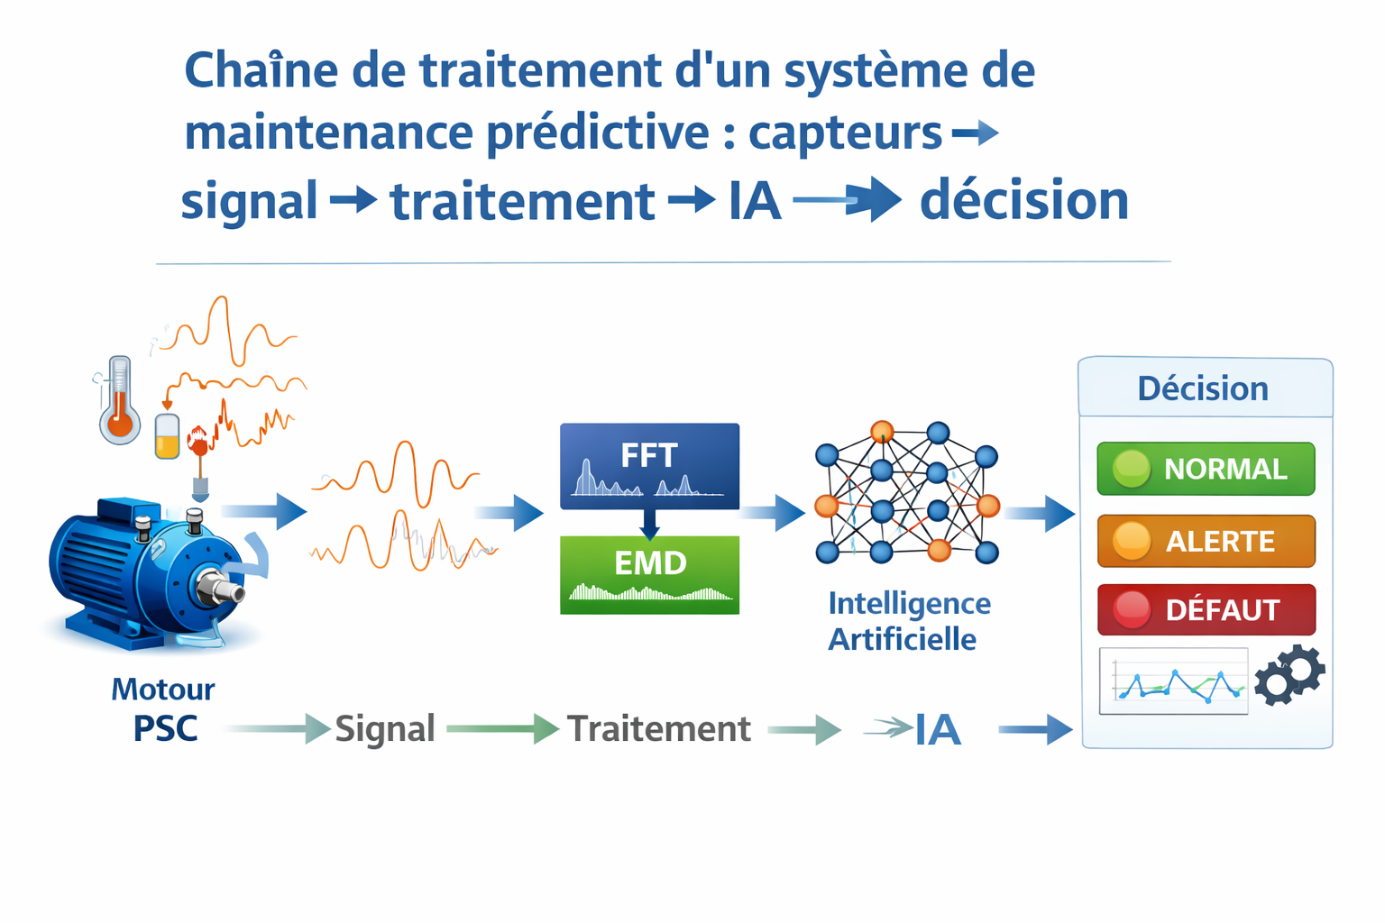 Chaîne de traitement d'un système de
maintenance prédictive : capteurs →
signal → traitement → IA → décision
Décision
FFT
NORMAL
ALERTE
EMD
Intelligence
Artificielle
DÉFAUT
Motour
PSC
Signal
Traitement
IA